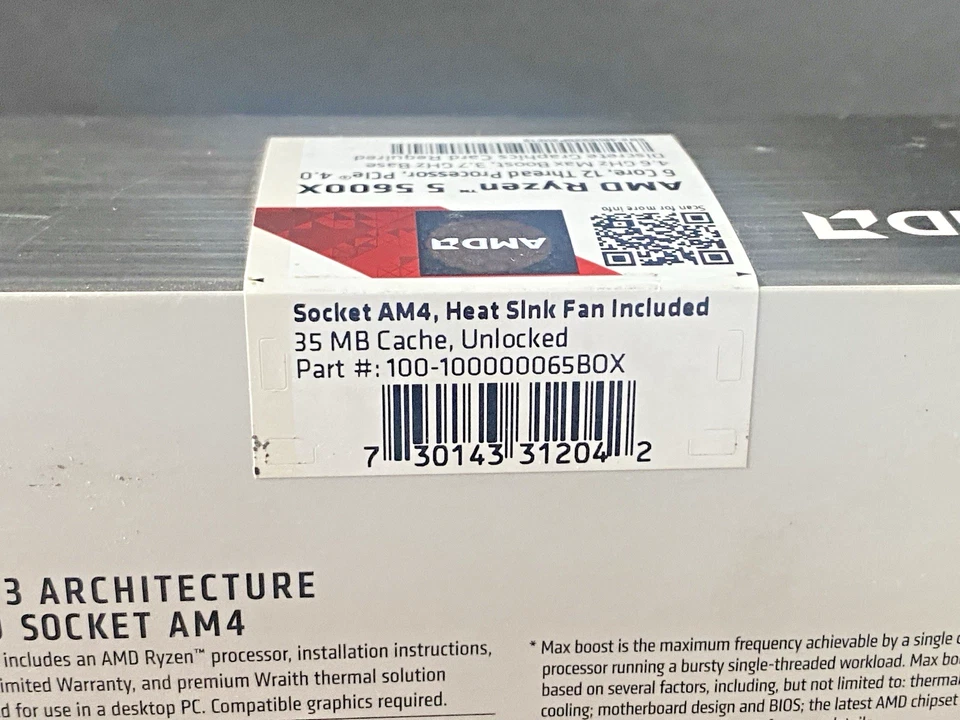 AMD Ryzen™ 5 5600X
6 Core, 12 Thread Processor, PCIe® 4.0
4.6 GHz Max Boost, 3.7 GHz Base
Discrete Graphics Card Required
Scan for more info
AMD
AMD
Socket AM4, Heat SInk Fan Included
35 MB Cache, Unlocked
Part #: 100-100000065BOX
7 30143 31204 2
3 ARCHITECTURE
SOCKET AM4
includes an AMD Ryzen™ processor, installation instructions,
imited Warranty, and premium Wraith thermal solution
d for use in a desktop PC. Compatible graphics required.
* Max boost is the maximum frequency achievable by a single c
processor running a bursty single-threaded workload. Max bo
based on several factors, including, but not limited to: therma
cooling; motherboard design and BIOS; the latest AMD chipset